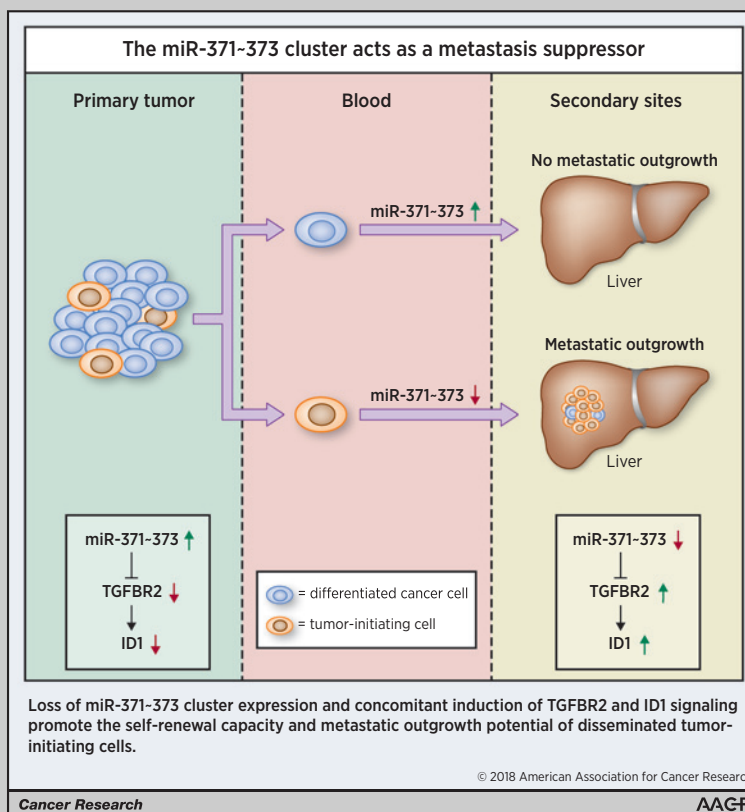 The miR-371~373 cluster acts as a metastasis suppressor
Primary tumor
Blood
Secondary sites
No metastatic outgrowth
miR-371~373
Liver
Metastatic outgrowth
miR-371~373
Liver
miR-371~373
TGFBR2
ID1
= differentiated cancer cell
= tumor-initiating cell
miR-371~373
TGFBR2
ID1
Loss of miR-371~373 cluster expression and concomitant induction of TGFBR2 and ID1 signaling
promote the self-renewal capacity and metastatic outgrowth potential of disseminated tumor-
initiating cells.
© 2018 American Association for Cancer Research
Cancer Research